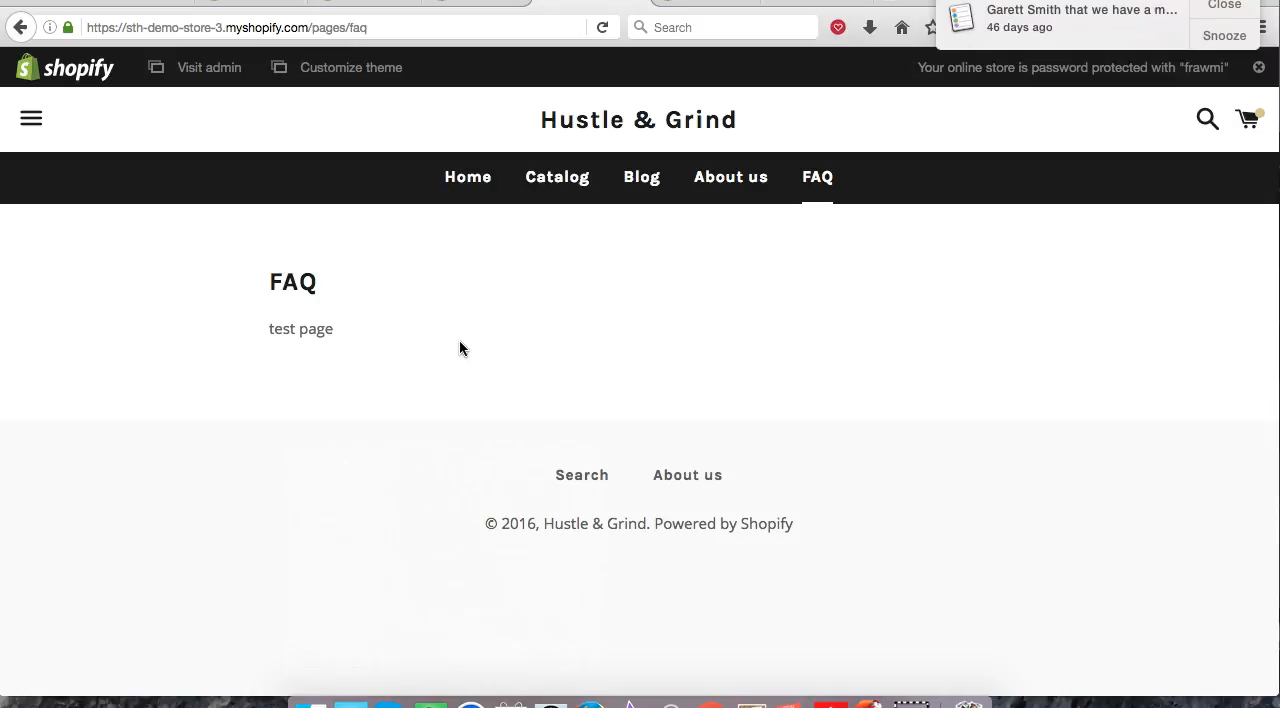 Garett Smith that we have a m...
46 days ago
Close
Snooze
https://sth-demo-store-3.myshopify.com/pages/faq
Search
shopify
Visit admin
Customize theme
Your online store is password protected with "frawmi"
Hustle & Grind
Home
Catalog
Blog
About us
FAQ
FAQ
test page
Search
About us
© 2016, Hustle & Grind. Powered by Shopify